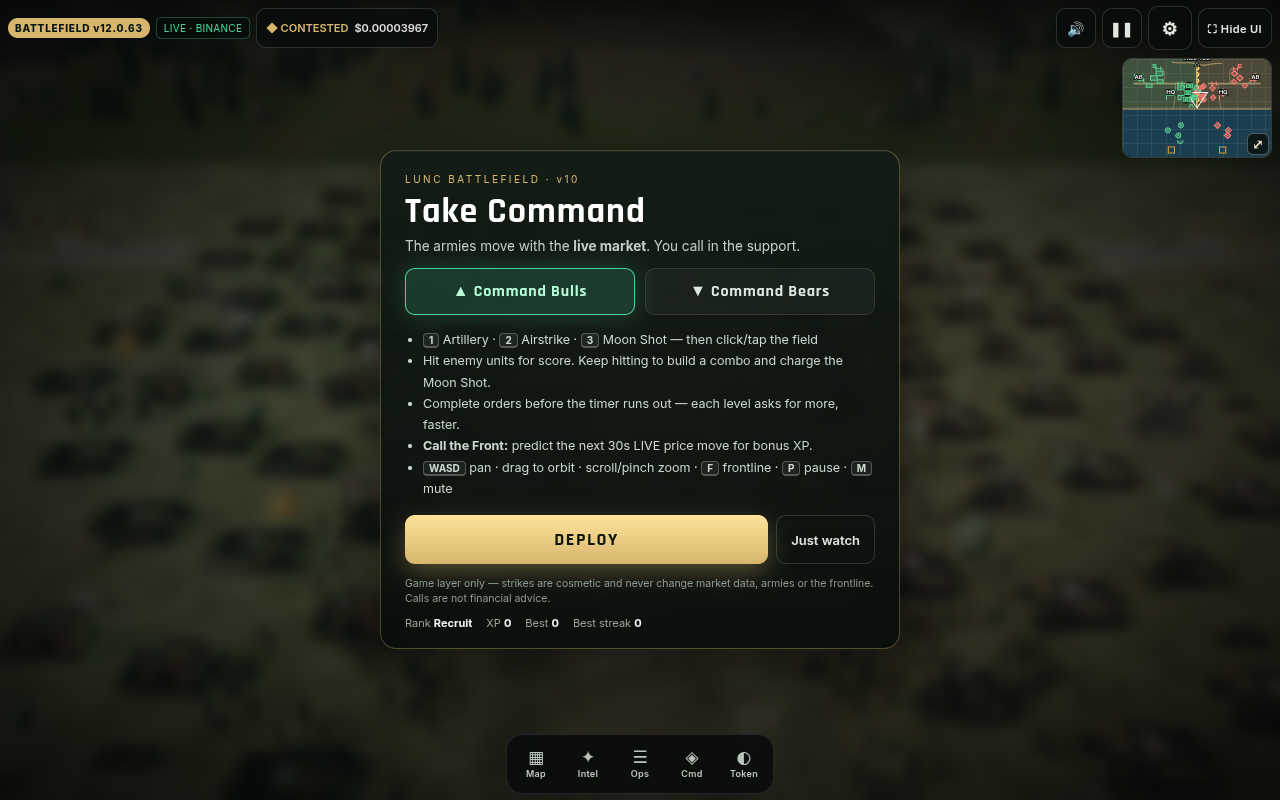 BATTLEFIELD v12.0.63
LIVE · BINANCE
◆ CONTESTED $0.00003967
Hide UI
AB
AB
HQ
HQ
LUNC BATTLEFIELD · v10
Take Command
The armies move with the live market. You call in the support.
▲ Command Bulls
▼ Command Bears
• 1 Artillery · 2 Airstrike · 3 Moon Shot — then click/tap the field
• Hit enemy units for score. Keep hitting to build a combo and charge the
Moon Shot.
• Complete orders before the timer runs out — each level asks for more,
faster.
• Call the Front: predict the next 30s LIVE price move for bonus XP.
• WASD pan · drag to orbit · scroll/pinch zoom · F frontline · P pause · M
mute
DEPLOY
Just watch
Game layer only — strikes are cosmetic and never change market data, armies or the frontline.
Calls are not financial advice.
Rank Recruit XP 0 Best 0 Best streak 0
Map
Intel
Ops
Cmd
Token